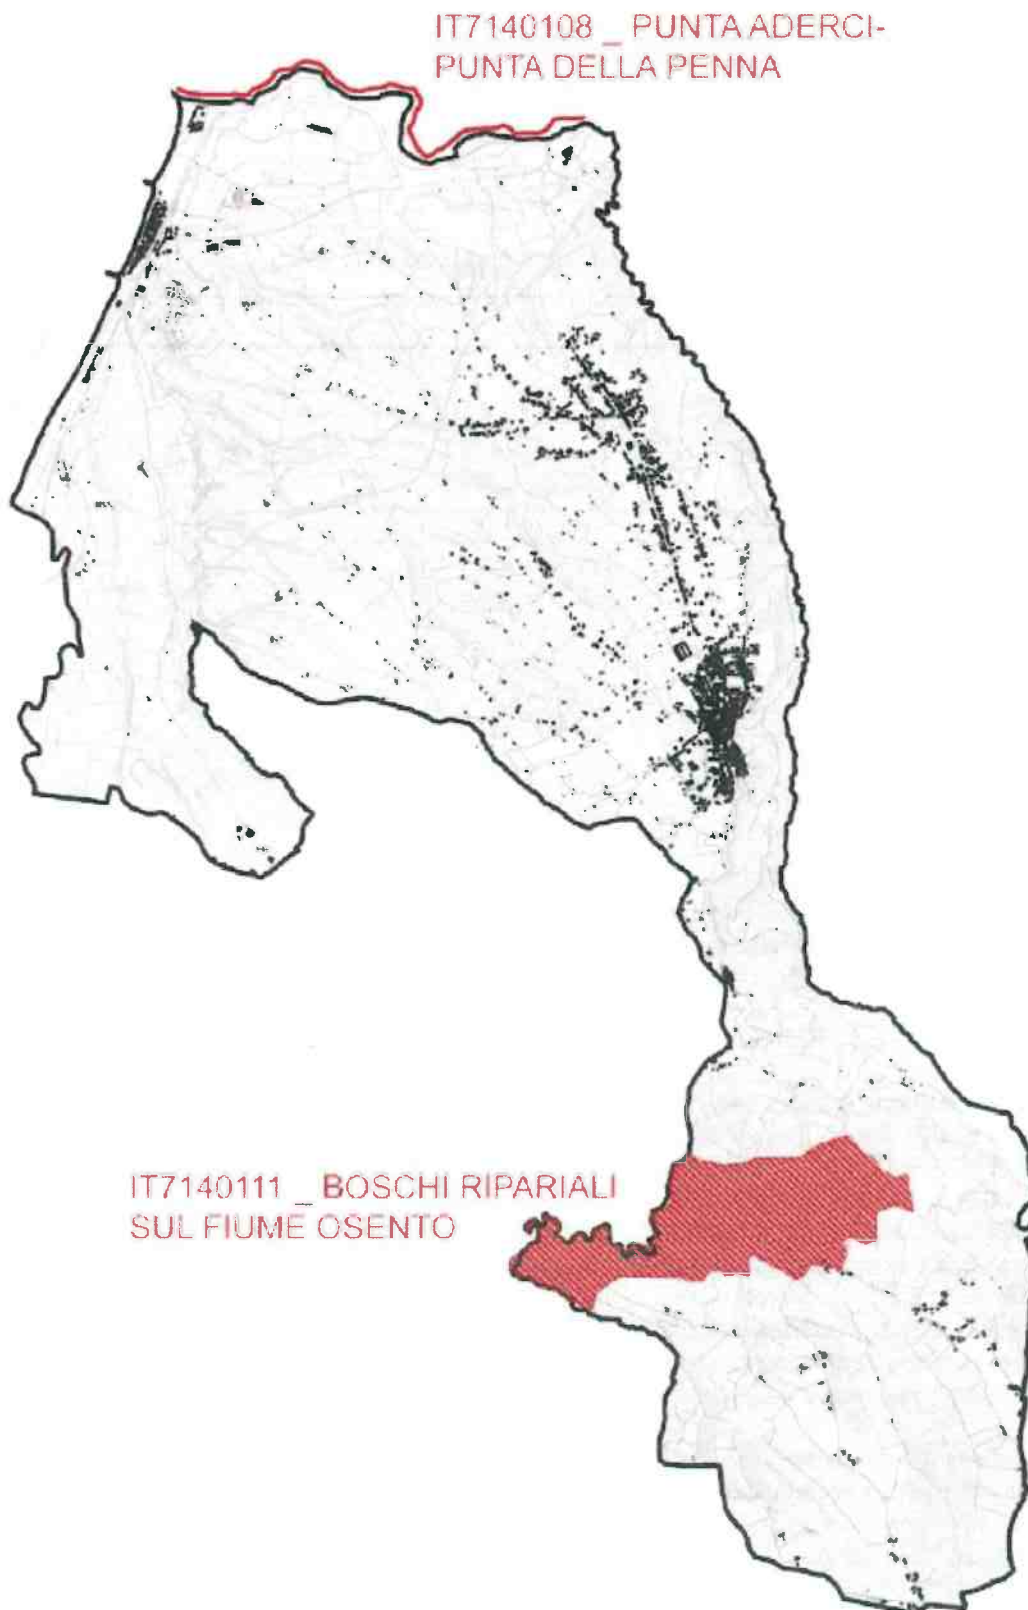 IT7140108 _ PUNTA ADERCI-
PUNTA DELLA PENNA
IT7140111 _ BOSCHI RIPARIALI
SUL FIUME OSENTO